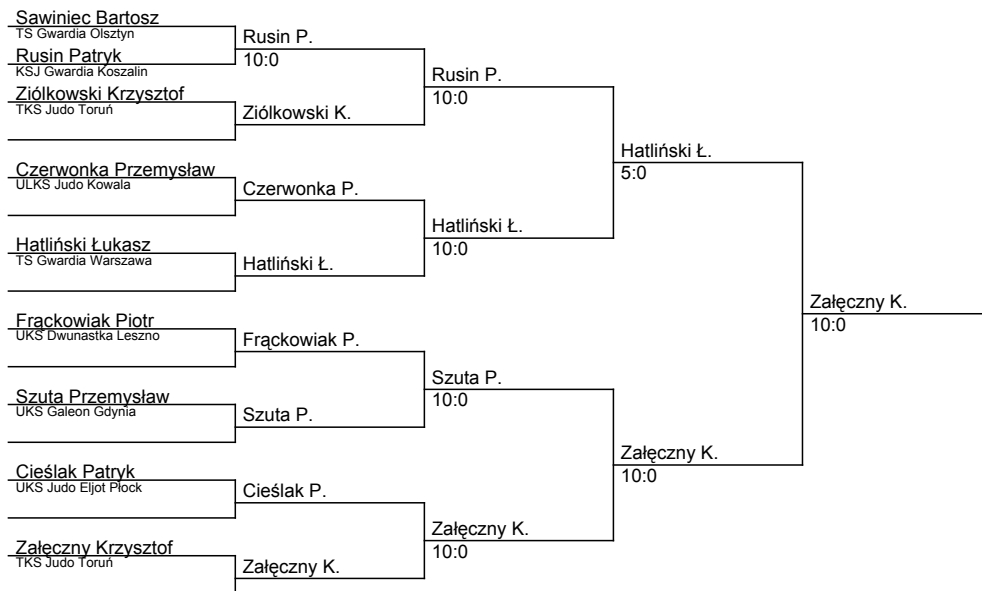 Sawiniec Bartosz
TS Gwardia Olsztyn
Rusin Patryk
KSJ Gwardia Koszalin
Ziółkowski Krzysztof
TKS Judo Toruń
Czerwonka Przemysław
ULKS Judo Kowala
Hatliński Łukasz
TS Gwardia Warszawa
Frąckowiak Piotr
UKS Dwunastka Leszno
Szuta Przemysław
UKS Galeon Gdynia
Cieślak Patryk
UKS Judo Eljot Płock
Załęczny Krzysztof
TKS Judo Toruń
Rusin P.
10:0
Ziólkowski K.
Czerwonka P.
Hatliński Ł.
Frąckowiak P.
Szuta P.
Cieślak P.
Załęczny K.
Rusin P.
10:0
Hatliński Ł.
10:0
Szuta P.
10:0
Załęczny K.
10:0
Hatliński Ł.
5:0
Załęczny K.
10:0
Załęczny K.
10:0